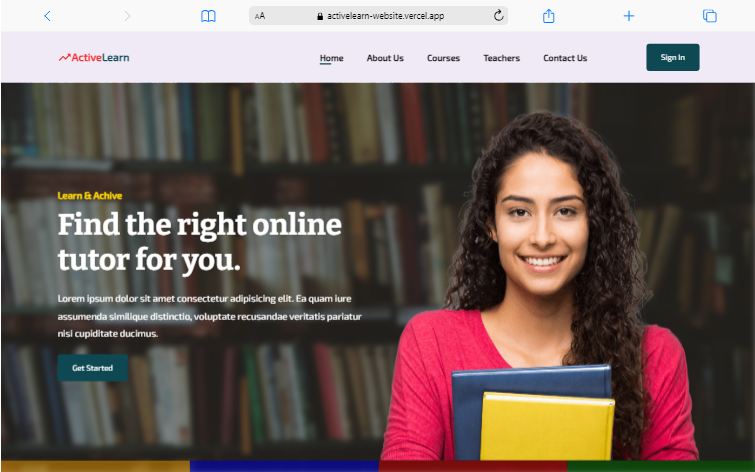 AA activelearn-website.vercel.app
ActiveLearn Home About Us Courses Teachers Contact Us Sign In
Learn & Achive
Find the right online
tutor for you.
Lorem ipsum dolor sit amet consectetur adipisicing elit. Ea quam iure
assumenda similique distinctio, voluptate recusandae veritatis pariatur
nisi cupiditate ducimus.
Get Started